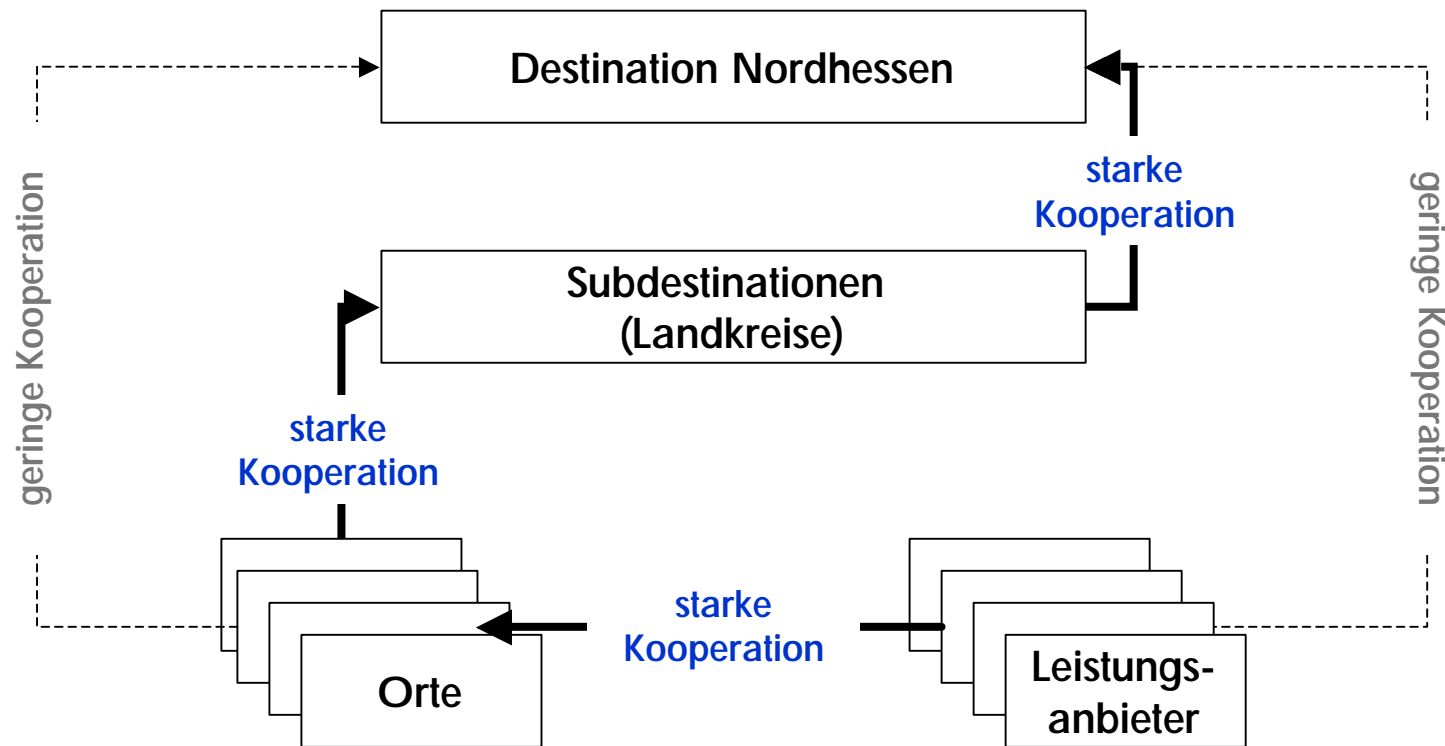 Destination Nordhessen
starke
Kooperation
geringe Kooperation
geringe Kooperation
Subdestinationen
(Landkreise)
starke
Kooperation
starke
Kooperation
Orte
Leistungs-
anbieter